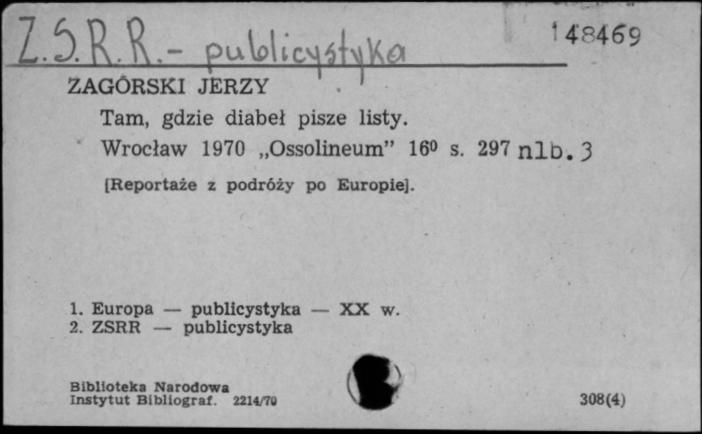 Z.S.R.R. - publicystyka 148469
ZAGÓRSKI JERZY
Tam, gdzie diabeł pisze listy.
Wrocław 1970 „Ossolineum” 16⁰ s. 297 nlb. 3
[Reportaże z podróży po Europie].
1. Europa — publicystyka — XX w.
2. ZSRR — publicystyka
Biblioteka Narodowa
Instytut Bibliograf. 2214/70 308(4)